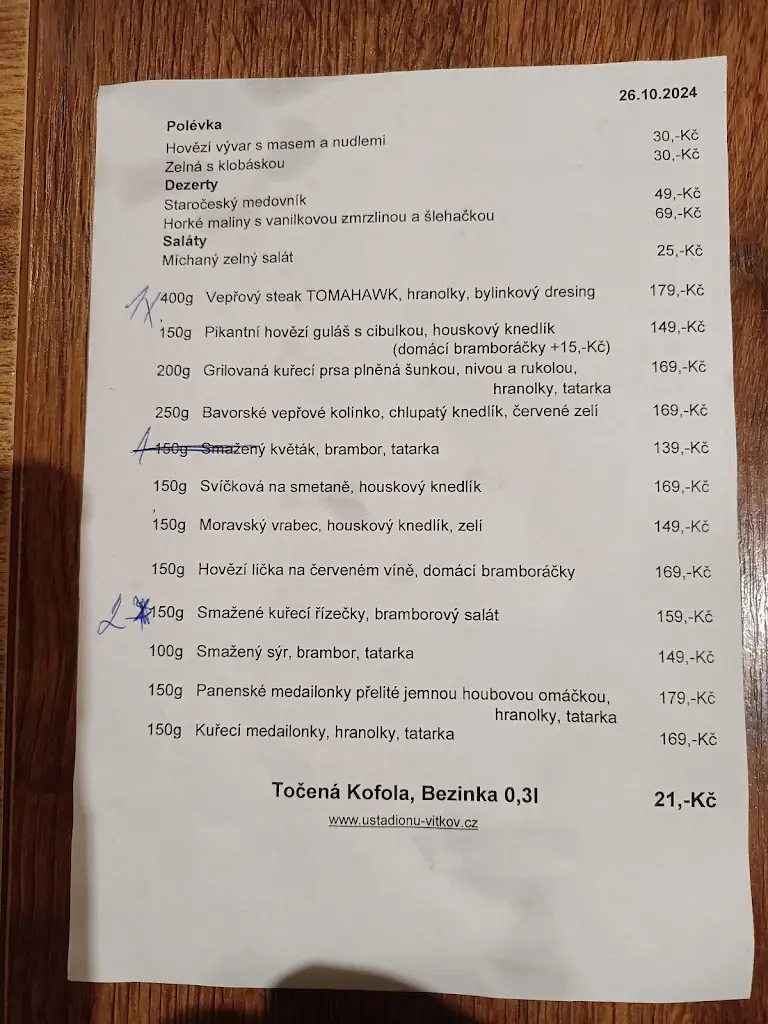 26.10.2024
Polévka
Hovězí vývar s masem a nudlemi 30,-Kč
Zelná s klobáskou 30,-Kč
Dezerty
Staročeský medovník 49,-Kč
Horké maliny s vanilkovou zmrzlinou a šlehačkou 69,-Kč
Saláty
Míchaný zelný salát 25,-Kč
1x 400g Vepřový steak TOMAHAWK, hranolky, bylinkový dresing 179,-Kč
150g Pikantní hovězí guláš s cibulkou, houskový knedlík 149,-Kč
(domácí bramboráčky +15,-Kč)
200g Grilovaná kuřecí prsa plněná šunkou, nivou a rukolou, 169,-Kč
hranolky, tatarka
250g Bavorské vepřové kolínko, chlupatý knedlík, červené zelí 169,-Kč
1 150g Smažený květák, brambor, tatarka 139,-Kč
150g Svíčková na smetaně, houskový knedlík 169,-Kč
150g Moravský vrabec, houskový knedlík, zelí 149,-Kč
150g Hovězí líčka na červeném víně, domácí bramboráčky 169,-Kč
2 150g Smažené kuřecí řízečky, bramborový salát 159,-Kč
100g Smažený sýr, brambor, tatarka 149,-Kč
150g Panenské medailonky přelité jemnou houbovou omáčkou, 179,-Kč
hranolky, tatarka
150g Kuřecí medailonky, hranolky, tatarka 169,-Kč
Točená Kofola, Bezinka 0,3l 21,-Kč
www.ustadionu-vitkov.cz